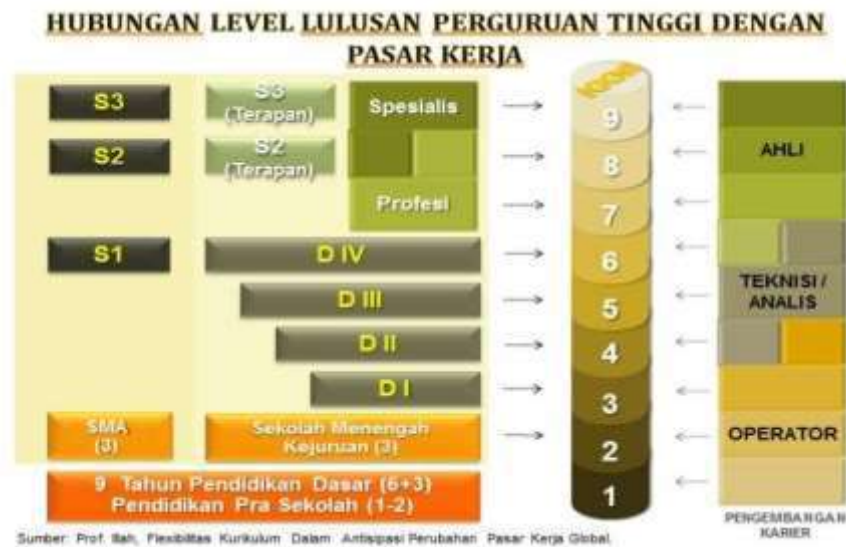 HUBUNGAN LEVEL LULUSAN PERGURUAN TINGGI DENGAN
PASAR KERJA
KKNI
S3
S3
(Terapan)
Spesialis
9
S2
S2
(Terapan)
8
AHLI
Profesi
7
S1
D IV
6
D III
5
TEKNISI /
ANALIS
D II
4
D I
3
SMA
(3)
Sekolah Menengah
Kejuruan (3)
2
OPERATOR
9 Tahun Pendidikan Dasar (6+3)
Pendidikan Pra Sekolah (1-2)
1
PENGEMBANGAN
KARIER
Sumber: Prof. Illah, Flexibilitas Kurikulum Dalam Antisipasi Perubahan Pasar Kerja Global.